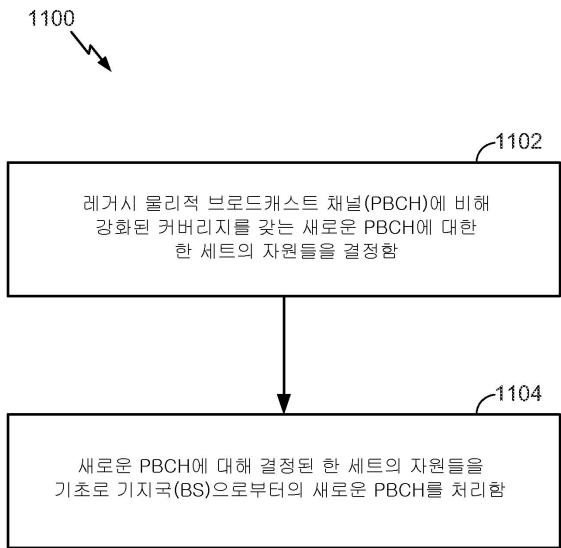 1100
1102
레거시 물리적 브로드캐스트 채널(PBCH)에 비해
강화된 커버리지를 갖는 새로운 PBCH에 대한
한 세트의 자원들을 결정함
1104
새로운 PBCH에 대해 결정된 한 세트의 자원들을
기초로 기지국(BS)으로부터의 새로운 PBCH를 처리함